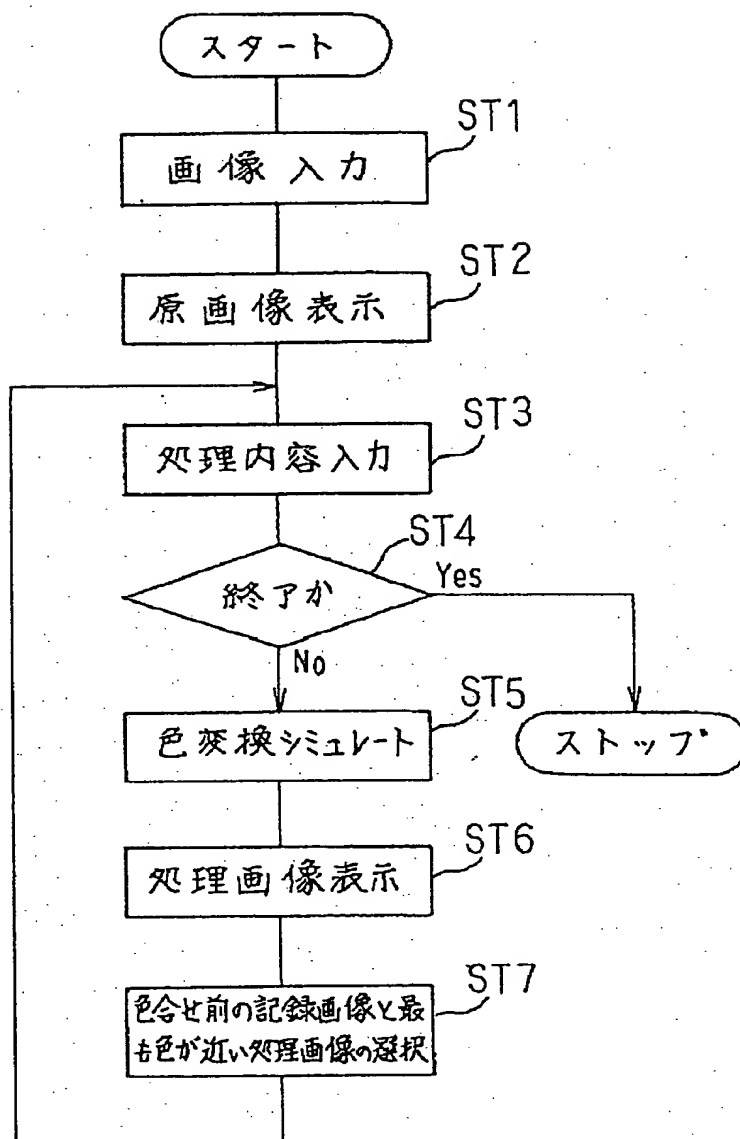 スタート
ST1
画像入力
ST2
原画像表示
ST3
処理内容入力
ST4
終了か
Yes
No
ST5
色変換シミュレート
ストップ
ST6
処理画像表示
ST7
色合せ前の記録画像と最
も色が近い処理画像の選択